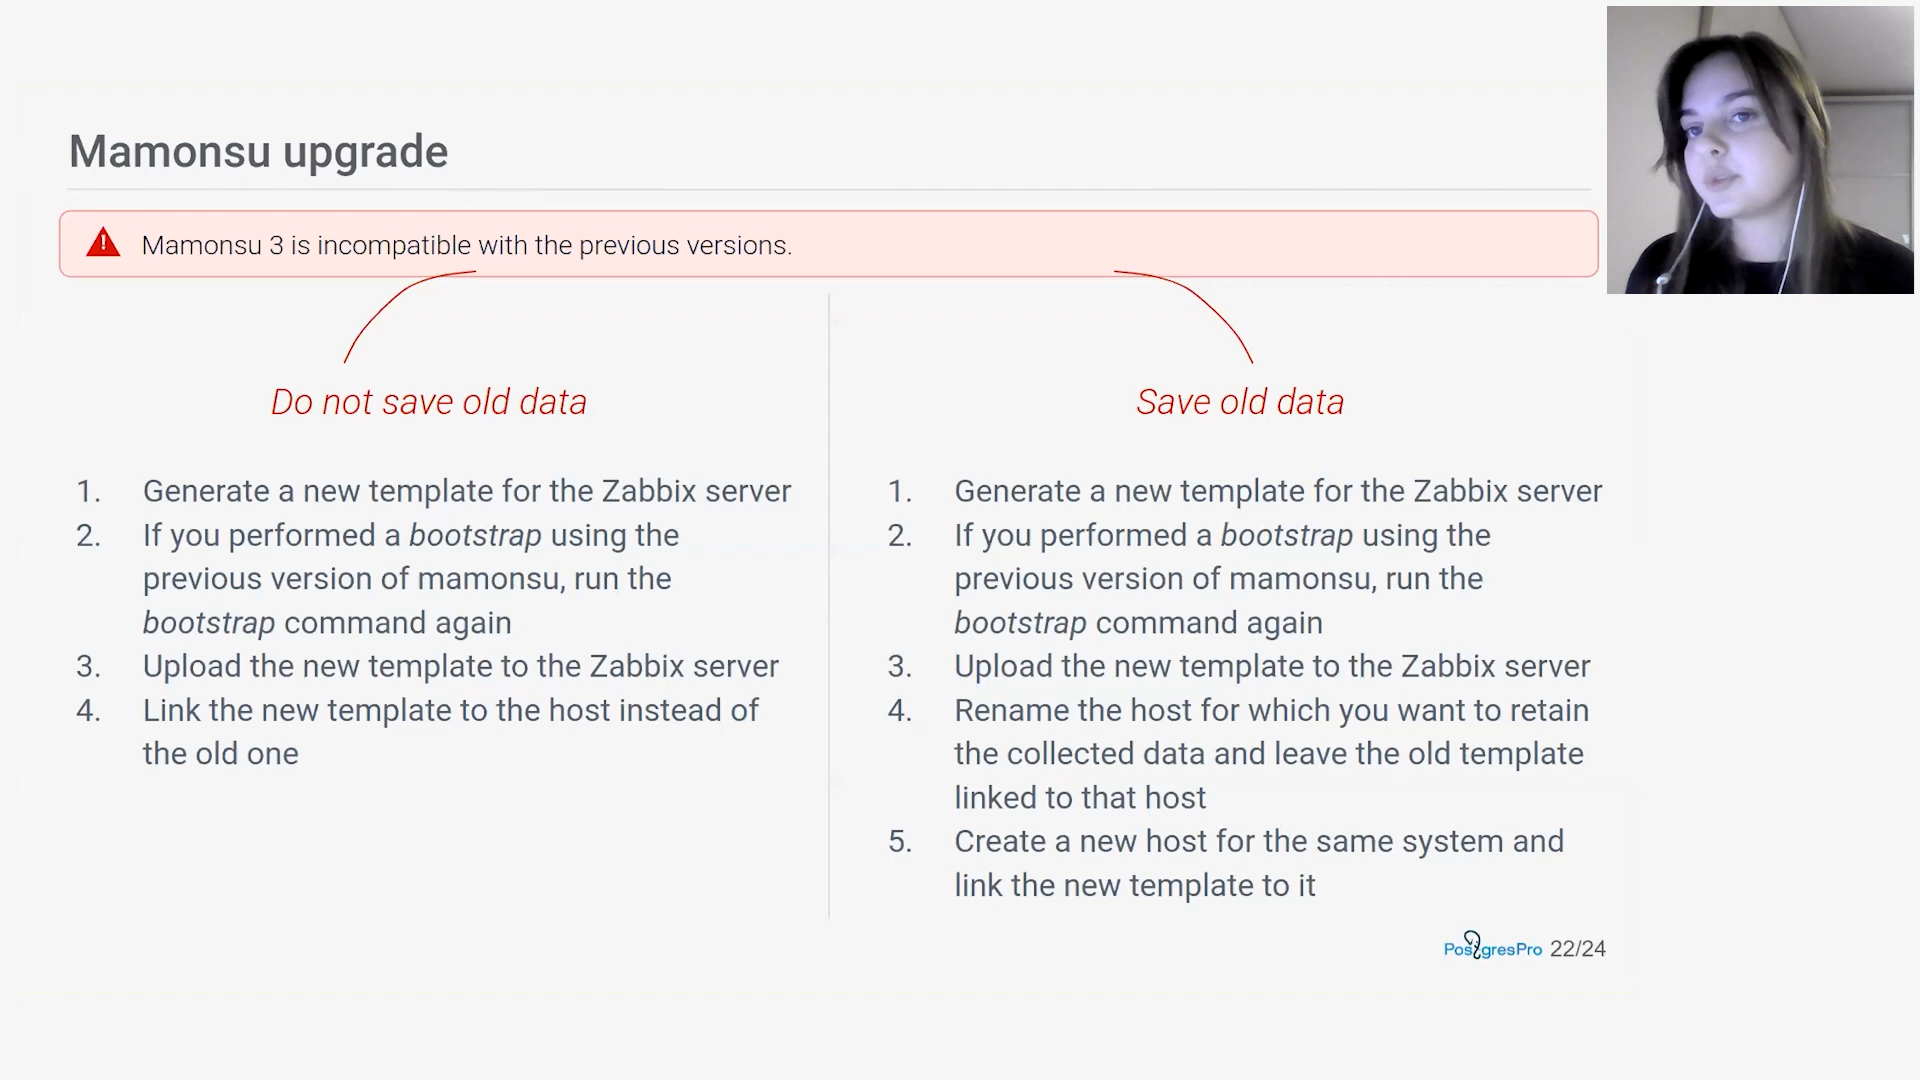 Mamonsu upgrade
Mamonsu 3 is incompatible with the previous versions.
Do not save old data
1. Generate a new template for the Zabbix server
2. If you performed a bootstrap using the
previous version of mamonsu, run the
bootstrap command again
3. Upload the new template to the Zabbix server
4. Link the new template to the host instead of
the old one
Save old data
1. Generate a new template for the Zabbix server
2. If you performed a bootstrap using the
previous version of mamonsu, run the
bootstrap command again
3. Upload the new template to the Zabbix server
4. Rename the host for which you want to retain
the collected data and leave the old template
linked to that host
5. Create a new host for the same system and
link the new template to it
PostgresPro 22/24